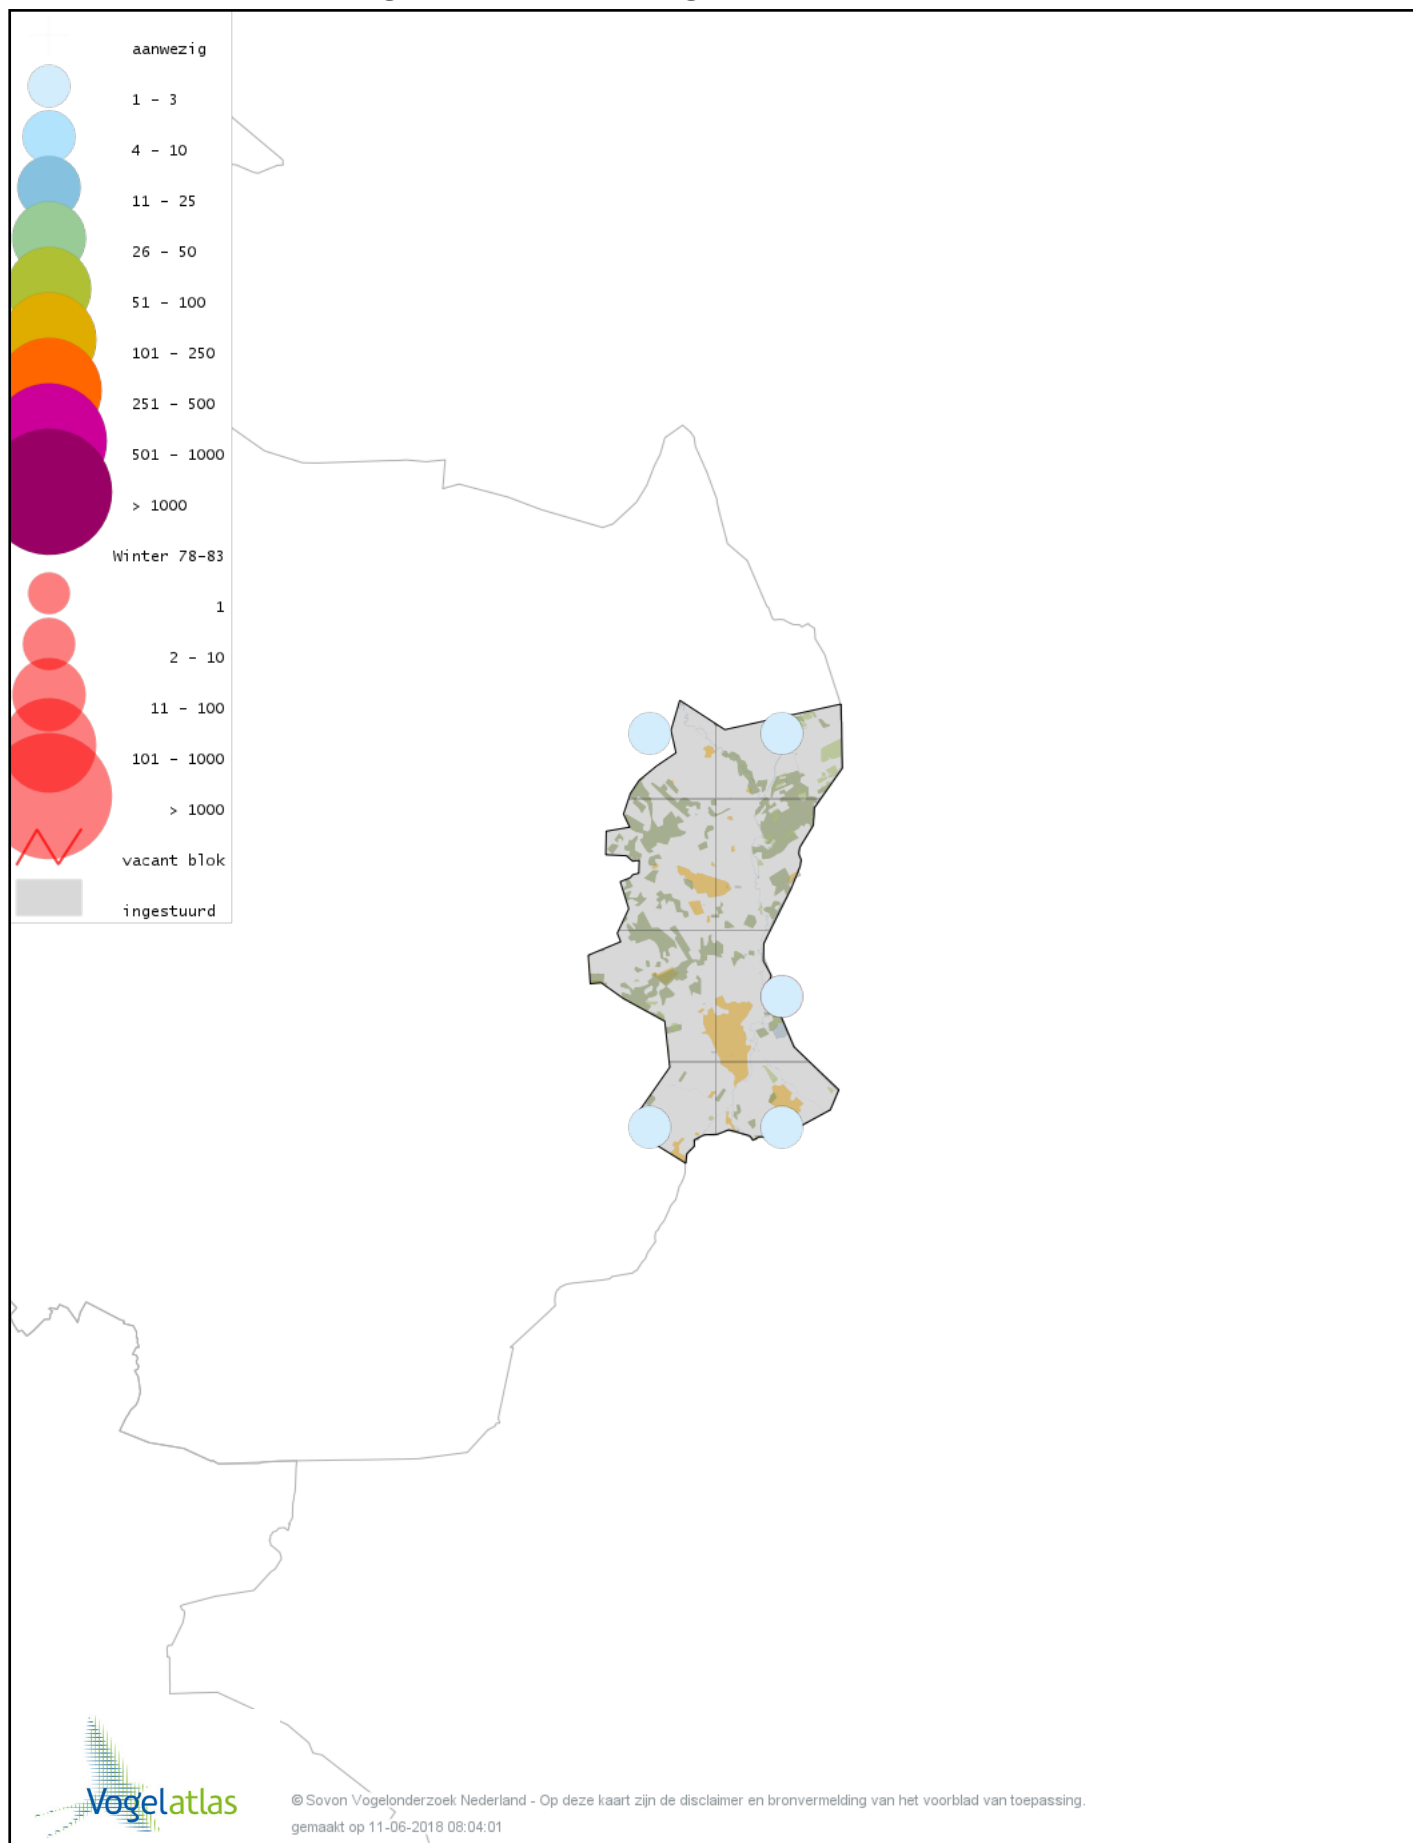 aanwezig
1 - 3
4 - 10
11 - 25
26 - 50
51 - 100
101 - 250
251 - 500
501 - 1000
> 1000
Winter 78-83
1
2 - 10
11 - 100
101 - 1000
> 1000
vacant blok
ingestuurd
Vogelatlas
© Sovon Vogelonderzoek Nederland - Op deze kaart zijn de disclaimer en bronvermelding van het voorblad van toepassing.
gemaakt op 11-06-2018 08:04:01